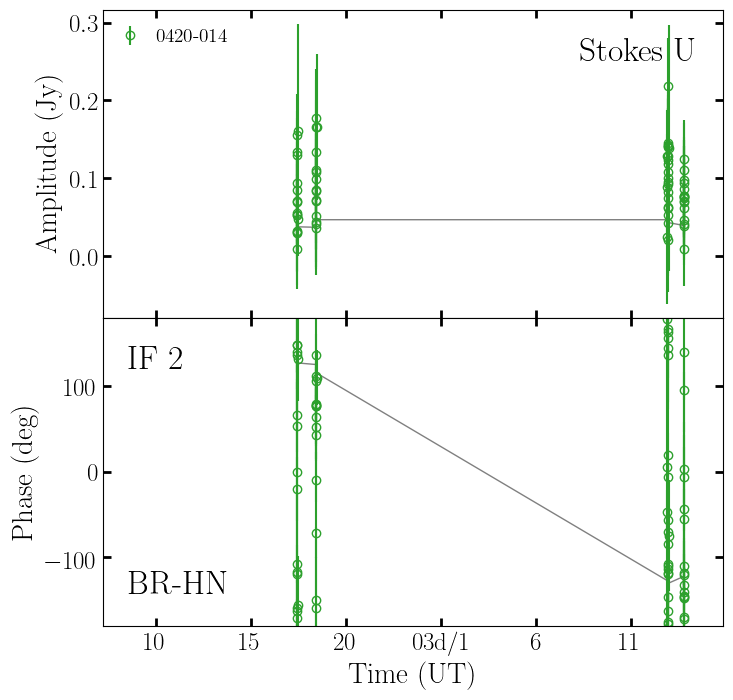 0.3
0420-014
Stokes U
0.2
Amplitude (Jy)
0.1
0.0
IF 2
100
0
Phase (deg)
−100
BR-HN
10 15 20 03d/1 6 11
Time (UT)